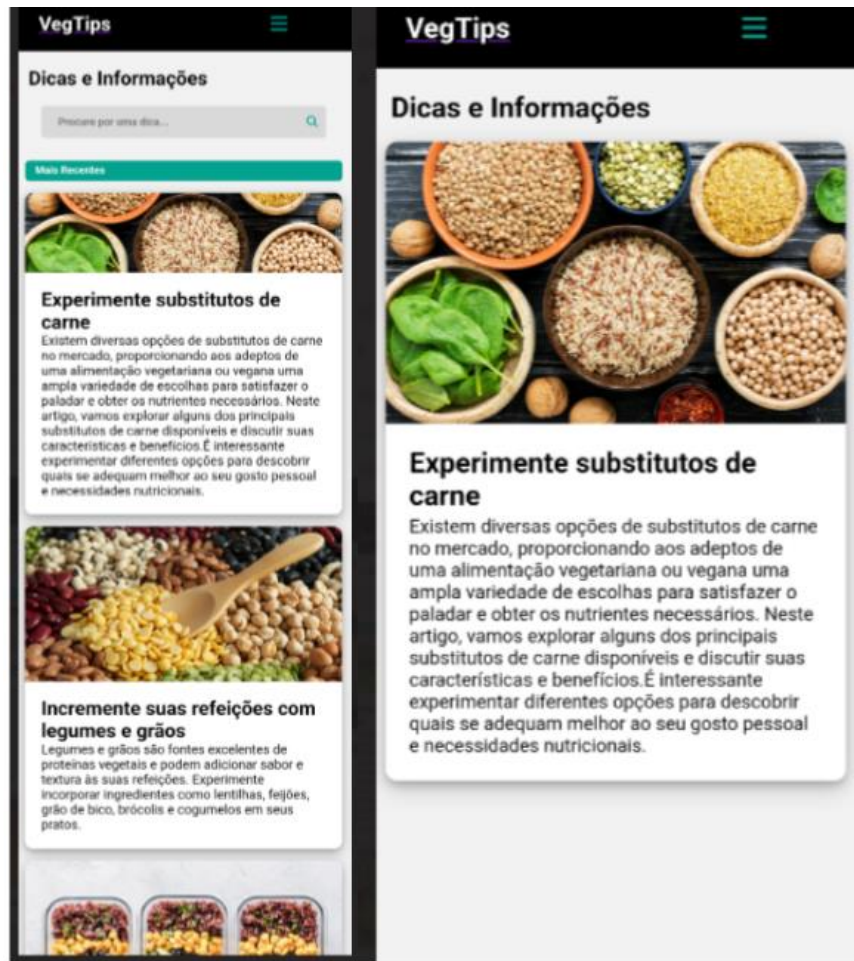 VegTips
Dicas e Informações
Procure por uma dica...
Mais Recentes
Experimente substitutos de
carne
Existem diversas opções de substitutos de carne
no mercado, proporcionando aos adeptos de
uma alimentação vegetariana ou vegana uma
ampla variedade de escolhas para satisfazer o
paladar e obter os nutrientes necessários. Neste
artigo, vamos explorar alguns dos principais
substitutos de carne disponíveis e discutir suas
características e benefícios.É interessante
experimentar diferentes opções para descobrir
quais se adequam melhor ao seu gosto pessoal
e necessidades nutricionais.
Incremente suas refeições com
legumes e grãos
Legumes e grãos são fontes excelentes de
proteínas vegetais e podem adicionar sabor e
textura às suas refeições. Experimente
incorporar ingredientes como lentilhas, feijões,
grão de bico, brócolis e cogumelos em seus
pratos.
VegTips
Dicas e Informações
Experimente substitutos de
carne
Existem diversas opções de substitutos de carne
no mercado, proporcionando aos adeptos de
uma alimentação vegetariana ou vegana uma
ampla variedade de escolhas para satisfazer o
paladar e obter os nutrientes necessários. Neste
artigo, vamos explorar alguns dos principais
substitutos de carne disponíveis e discutir suas
características e benefícios.É interessante
experimentar diferentes opções para descobrir
quais se adequam melhor ao seu gosto pessoal
e necessidades nutricionais.